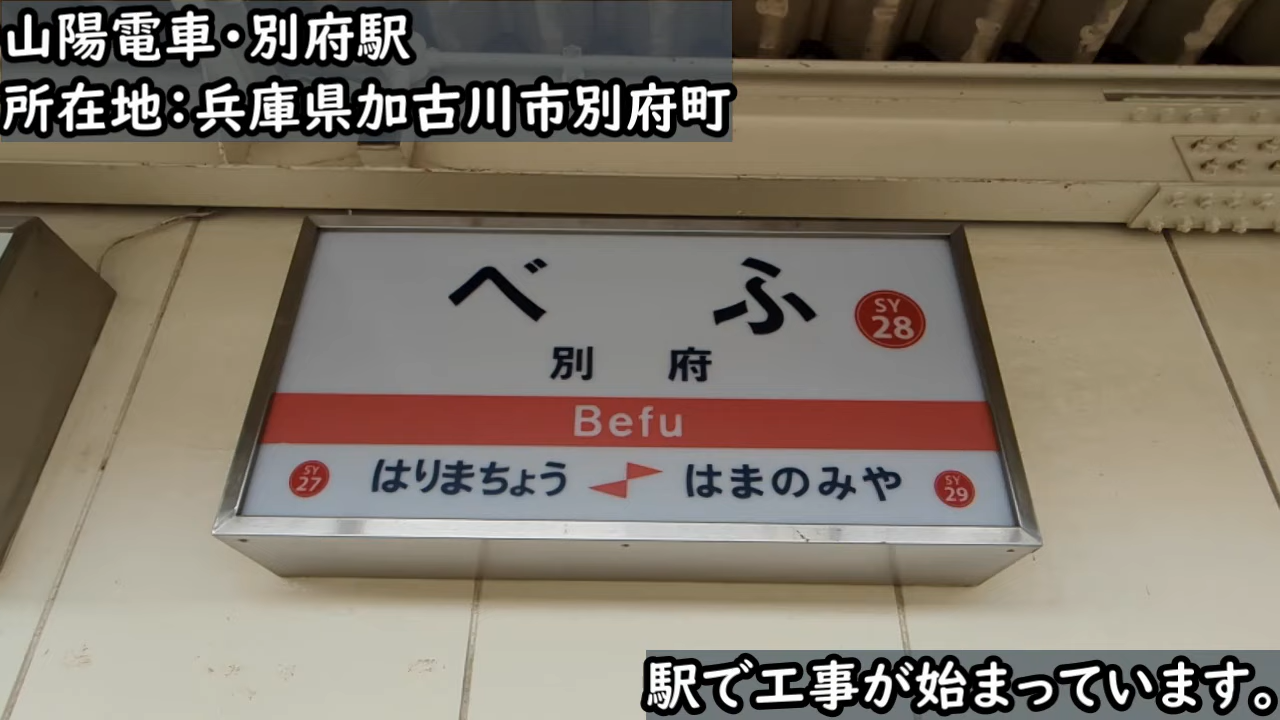 山陽電車・別府駅
所在地:兵庫県加古川市別府町
べふ
SY
28
別府
Befu
SY
27
はりまちょう
はまのみや
SY
29
駅で工事が始まっています。